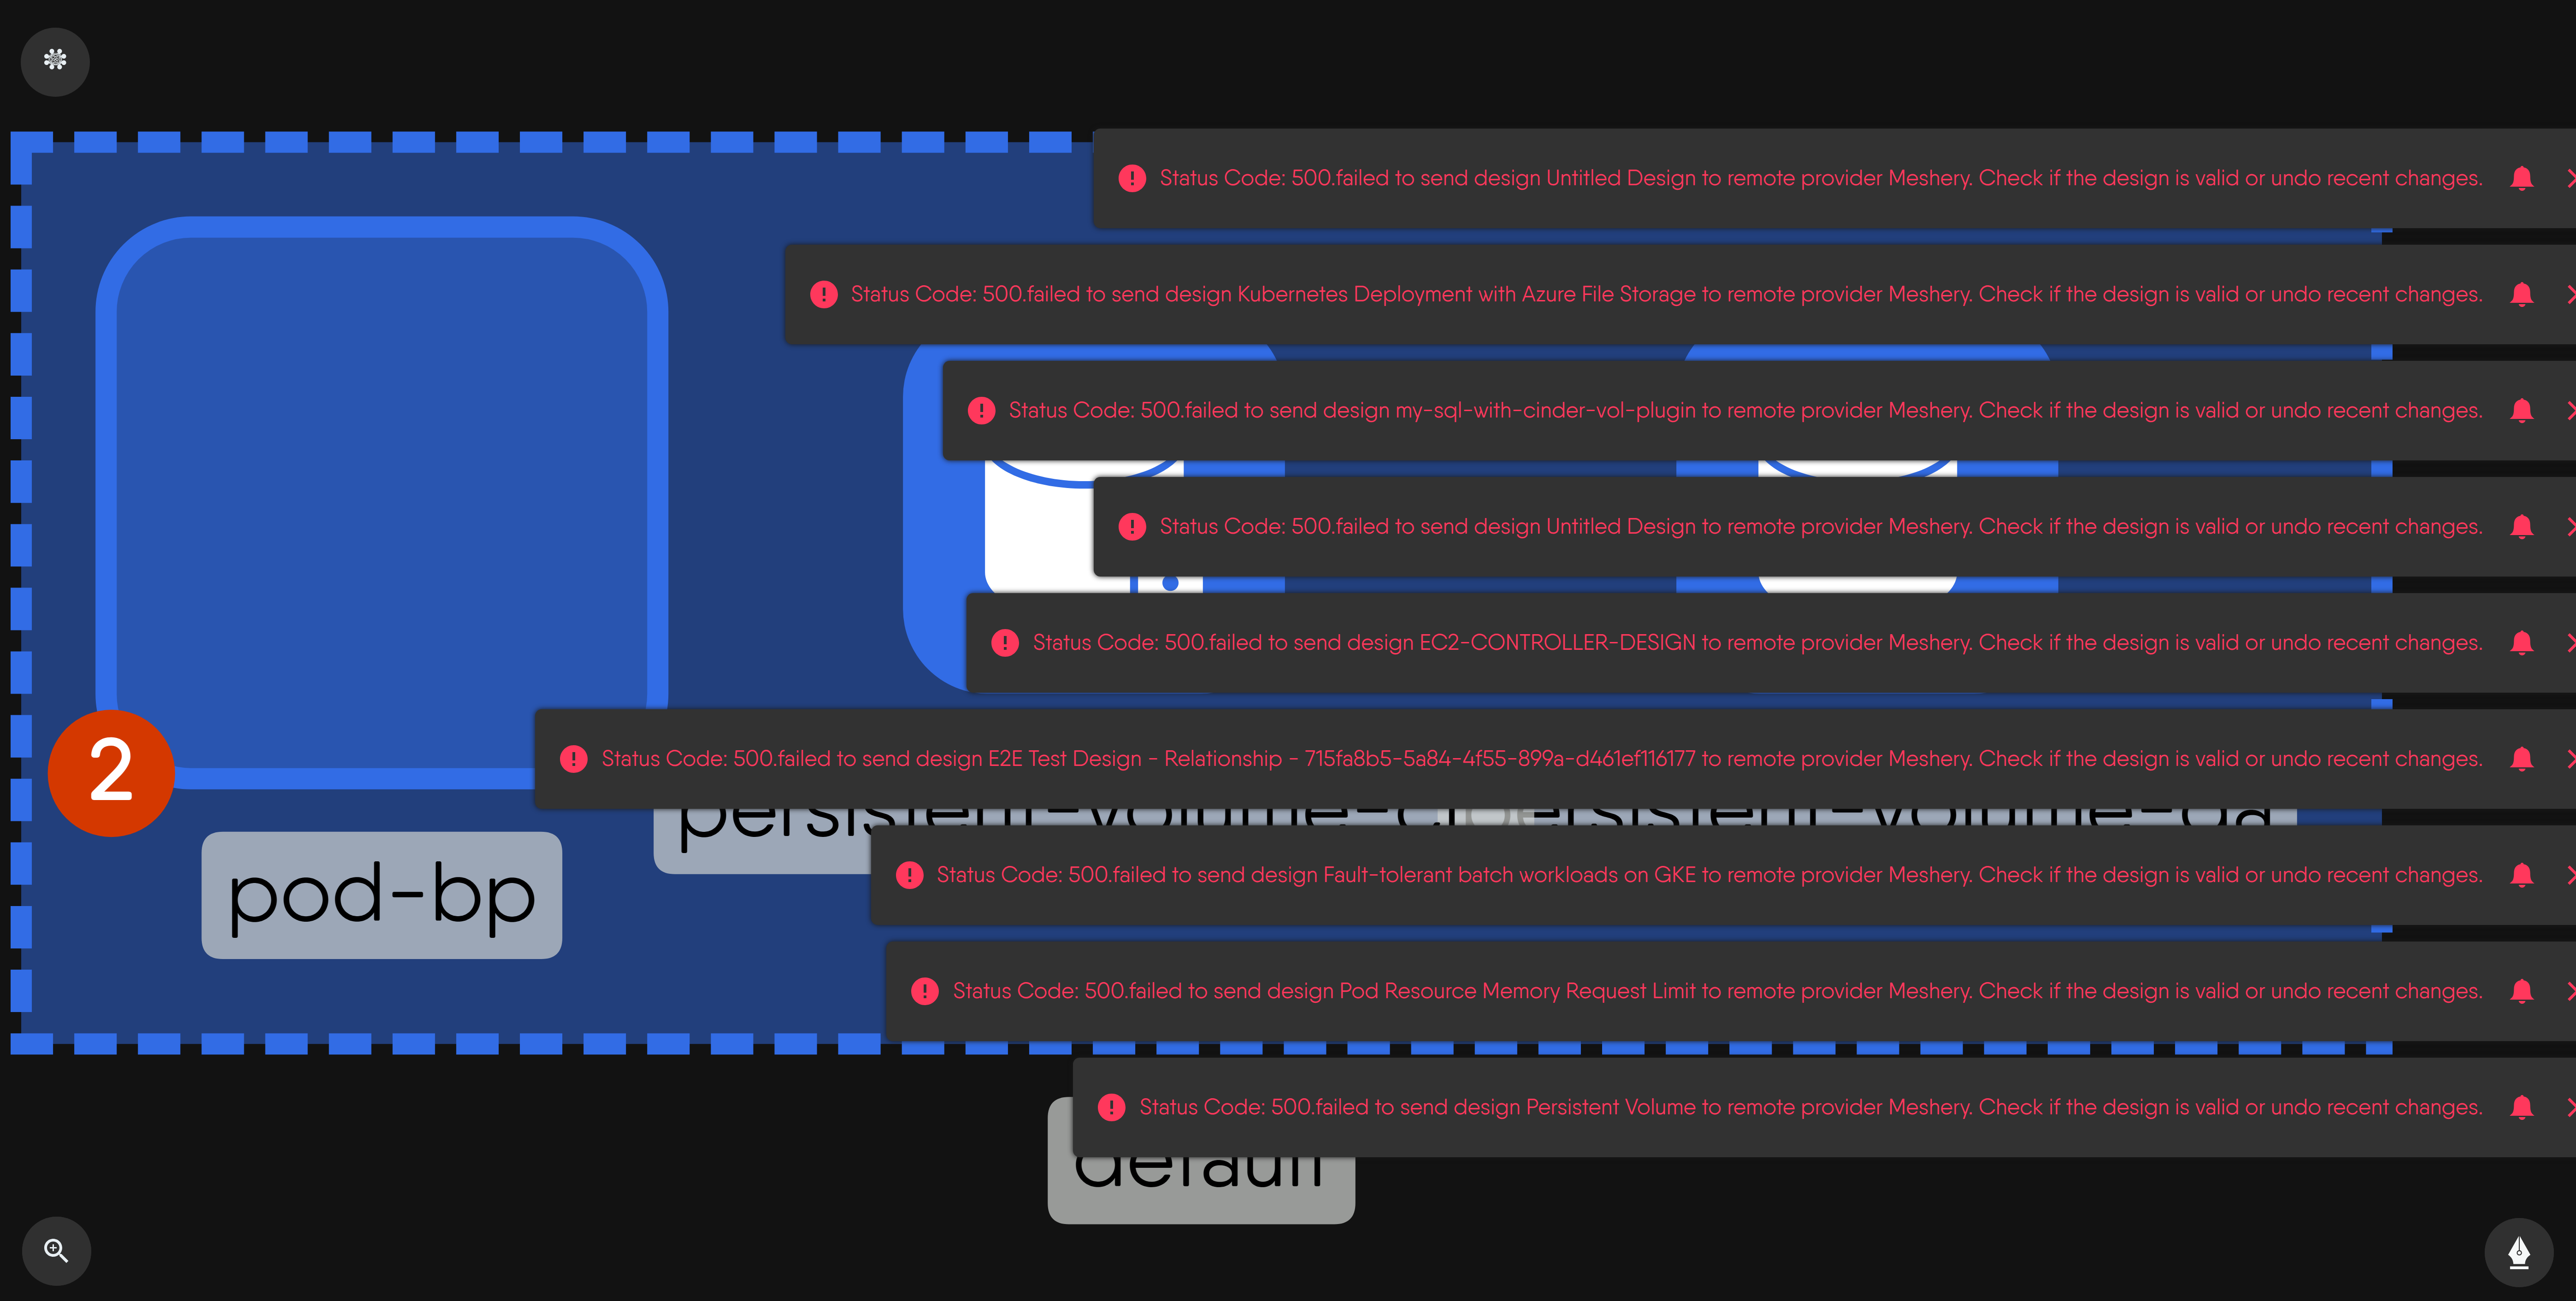 Status Code: 500.failed to send design Untitled Design to remote provider Meshery. Check if the design is valid or undo recent changes.
Status Code: 500.failed to send design Kubernetes Deployment with Azure File Storage to remote provider Meshery. Check if the design is valid or undo recent changes.
Status Code: 500.failed to send design my-sql-with-cinder-vol-plugin to remote provider Meshery. Check if the design is valid or undo recent changes.
Status Code: 500.failed to send design Untitled Design to remote provider Meshery. Check if the design is valid or undo recent changes.
Status Code: 500.failed to send design EC2-CONTROLLER-DESIGN to remote provider Meshery. Check if the design is valid or undo recent changes.
Status Code: 500.failed to send design E2E Test Design - Relationship - 715fa8b5-5a84-4f55-899a-d461ef116177 to remote provider Meshery. Check if the design is valid or undo recent changes.
2
persistent-volume-
persistent-volume-
Status Code: 500.failed to send design Fault-tolerant batch workloads on GKE to remote provider Meshery. Check if the design is valid or undo recent changes.
pod-bp
Status Code: 500.failed to send design Pod Resource Memory Request Limit to remote provider Meshery. Check if the design is valid or undo recent changes.
Status Code: 500.failed to send design Persistent Volume to remote provider Meshery. Check if the design is valid or undo recent changes.
default